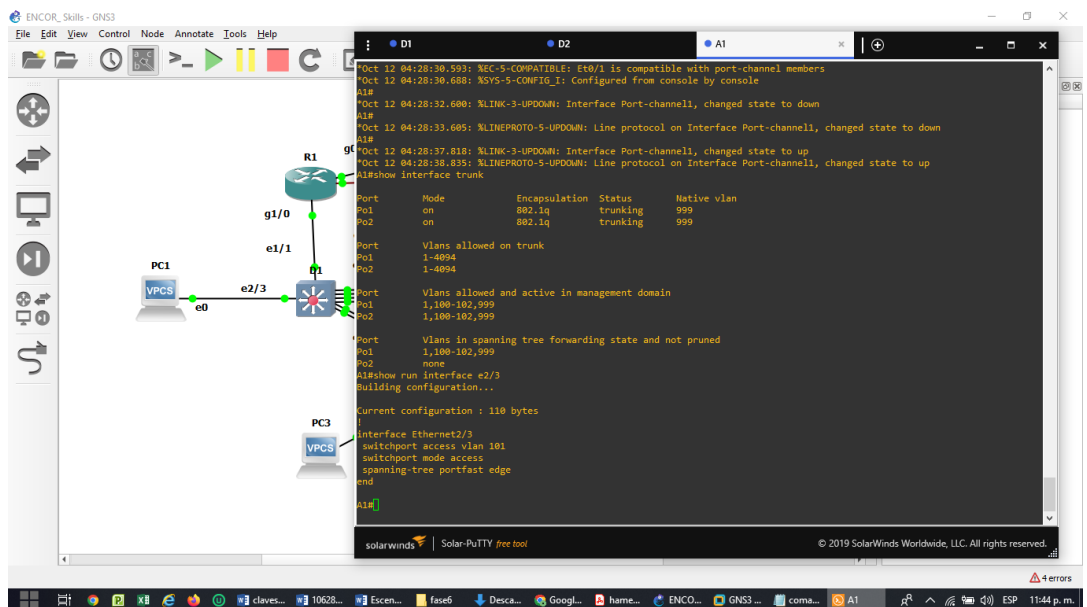 ENCOR_Skills - GNS3
File Edit View Control Node Annotate Tools Help
D1
D2
A1
*Oct 12 04:28:30.593: %EC-5-COMPATIBLE: Et0/1 is compatible with port-channel members
*Oct 12 04:28:30.688: %SYS-5-CONFIG_I: Configured from console by console
A1#
*Oct 12 04:28:32.600: %LINK-3-UPDOWN: Interface Port-channel1, changed state to down
A1#
*Oct 12 04:28:33.605: %LINEPROTO-5-UPDOWN: Line protocol on Interface Port-channel1, changed state to down
A1#
*Oct 12 04:28:37.818: %LINK-3-UPDOWN: Interface Port-channel1, changed state to up
*Oct 12 04:28:38.835: %LINEPROTO-5-UPDOWN: Line protocol on Interface Port-channel1, changed state to up
A1#show interface trunk
Port Mode Encapsulation Status Native vlan
Po1 on 802.1q trunking 999
Po2 on 802.1q trunking 999
Port Vlans allowed on trunk
Po1 1-4094
Po2 1-4094
Port Vlans allowed and active in management domain
Po1 1,100-102,999
Po2 1,100-102,999
Port Vlans in spanning tree forwarding state and not pruned
Po1 1,100-102,999
Po2 none
A1#show run interface e2/3
Building configuration...
Current configuration : 110 bytes
!
interface Ethernet2/3
switchport access vlan 101
switchport mode access
spanning-tree portfast edge
end
A1#
solarwinds Solar-PuTTY free tool
© 2019 SolarWinds Worldwide, LLC. All rights reserved.
R1
g1/0
e1/1
PC1
D1
VPCS
e2/3
e0
PC3
VPCS
4 errors
claves...
10628...
Escen...
fase6
Desca...
Googl...
hame...
ENCO...
GNS3 ...
coma...
A1
ESP
11:44 p. m.